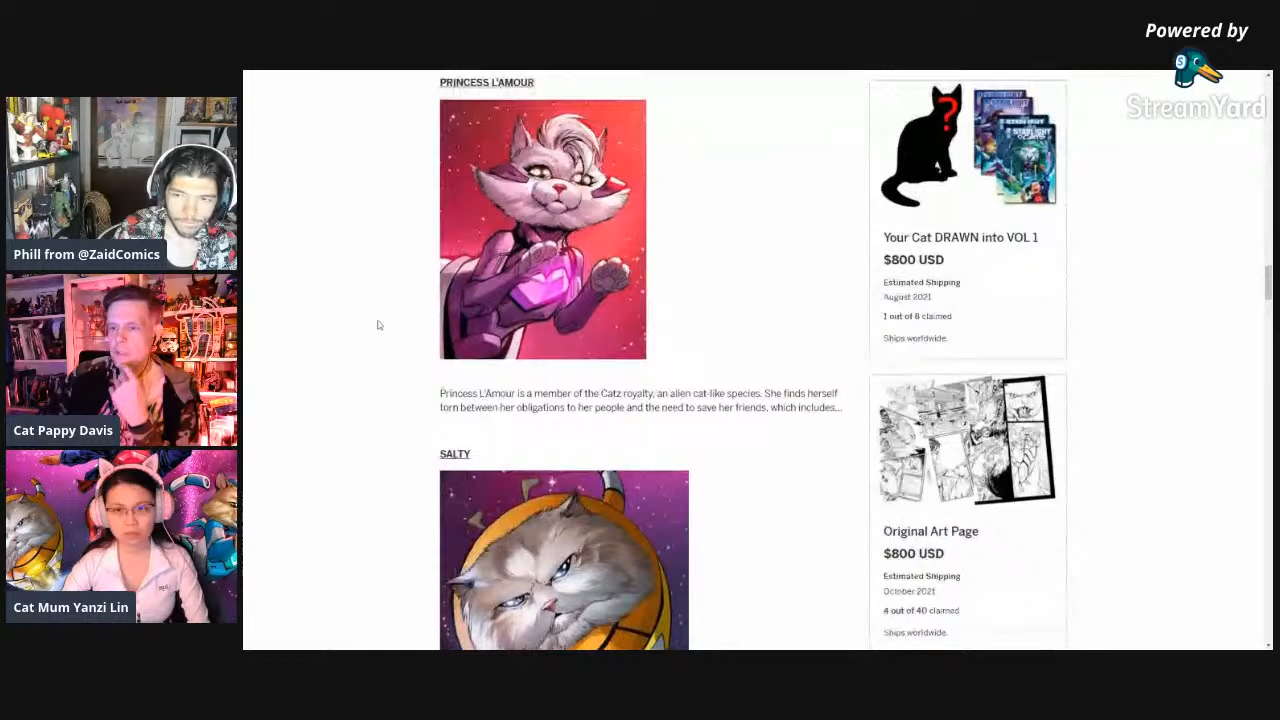 Powered by
StreamYard
Phill from @ZaidComics
Cat Pappy Davis
Cat Mum Yanzi Lin
PRINCESS L'AMOUR
Princess L'Amour is a member of the Catz royalty, an alien cat-like species. She finds herself
torn between her obligations to her people and the need to save her friends, which includes...
SALTY
?
STARLIGHT
CATS
Your Cat DRAWN into VOL 1
$800 USD
Estimated Shipping
August 2021
1 out of 8 claimed
Ships worldwide.
Original Art Page
$800 USD
Estimated Shipping
October 2021
4 out of 40 claimed
Ships worldwide.